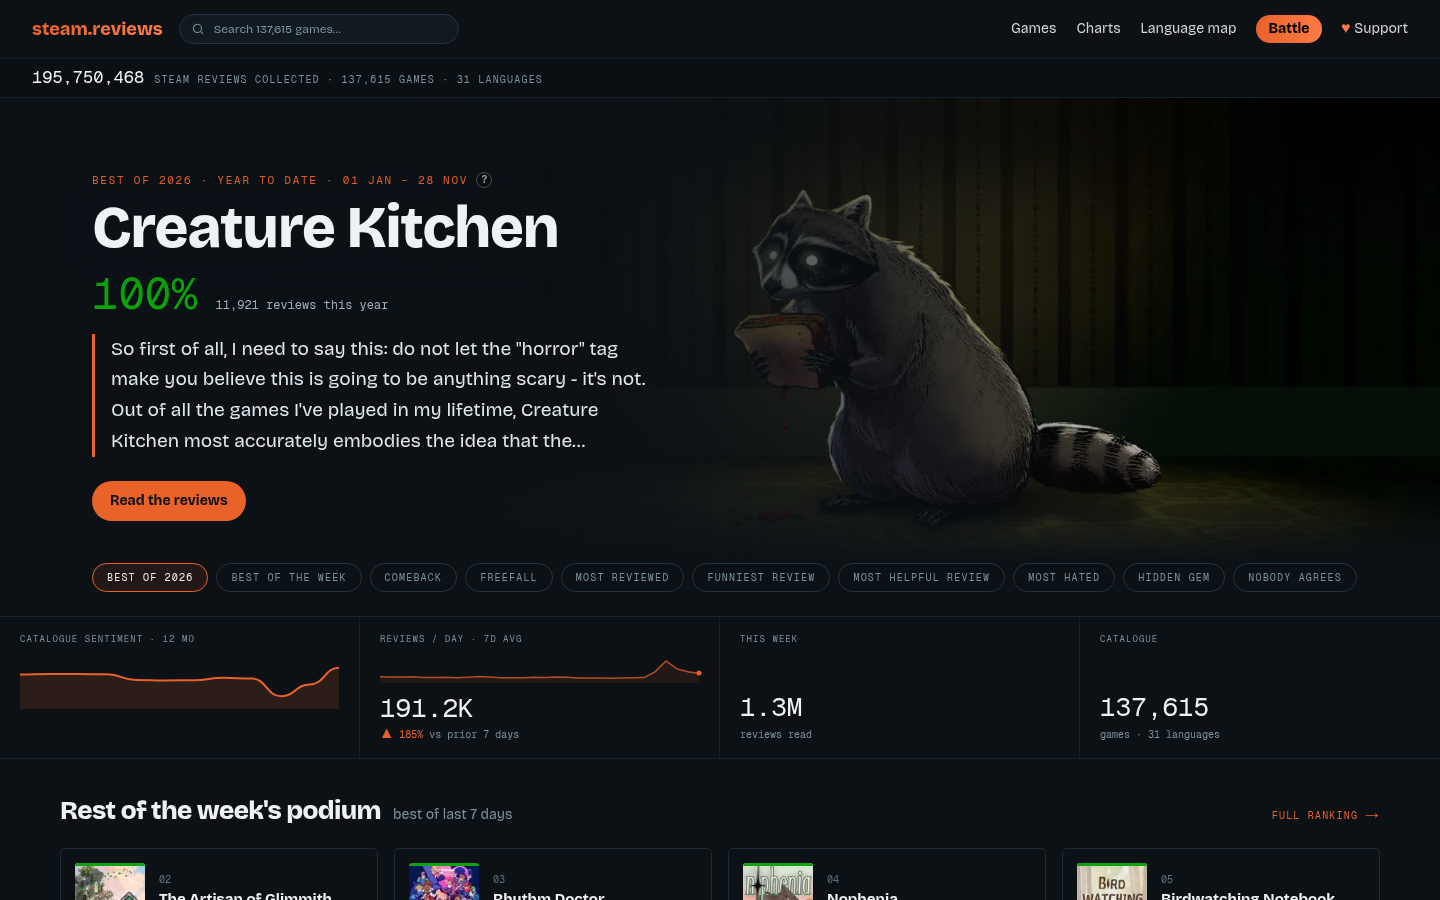 steam.reviews
Search 137,615 games...
Games
Charts
Language map
Battle
♥ Support
195,750,468 STEAM REVIEWS COLLECTED · 137,615 GAMES · 31 LANGUAGES
BEST OF 2026 · YEAR TO DATE · 01 JAN – 28 NOV ?
Creature Kitchen
100% 11,921 reviews this year
So first of all, I need to say this: do not let the "horror" tag
make you believe this is going to be anything scary - it's not.
Out of all the games I've played in my lifetime, Creature
Kitchen most accurately embodies the idea that the...
Read the reviews
BEST OF 2026
BEST OF THE WEEK
COMEBACK
FREEFALL
MOST REVIEWED
FUNNIEST REVIEW
MOST HELPFUL REVIEW
MOST HATED
HIDDEN GEM
NOBODY AGREES
CATALOGUE SENTIMENT · 12 MO
REVIEWS / DAY · 7D AVG
191.2K
▲ 185% vs prior 7 days
THIS WEEK
1.3M
reviews read
CATALOGUE
137,615
games · 31 languages
Rest of the week's podium best of last 7 days
FULL RANKING →
02
The Artisan of Glimmith
03
Rhythm Doctor
nophenia
04
Nophenia
BIRD
WATCHING
05
Birdwatching Notebook